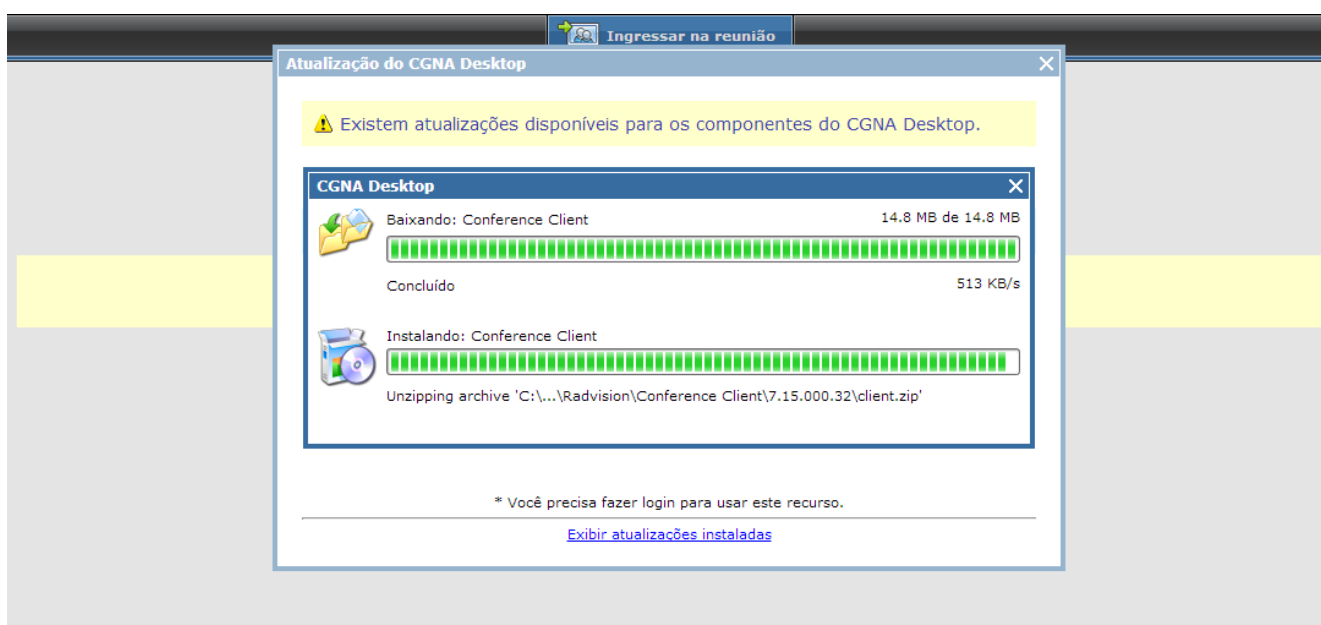 Ingressar na reunião
Atualização do CGNA Desktop
Existem atualizações disponíveis para os componentes do CGNA Desktop.
CGNA Desktop
Baixando: Conference Client 14.8 MB de 14.8 MB
Concluído 513 KB/s
Instalando: Conference Client
Unzipping archive 'C:\...\Radvision\Conference Client\7.15.000.32\client.zip'
* Você precisa fazer login para usar este recurso.
Exibir atualizações instaladas